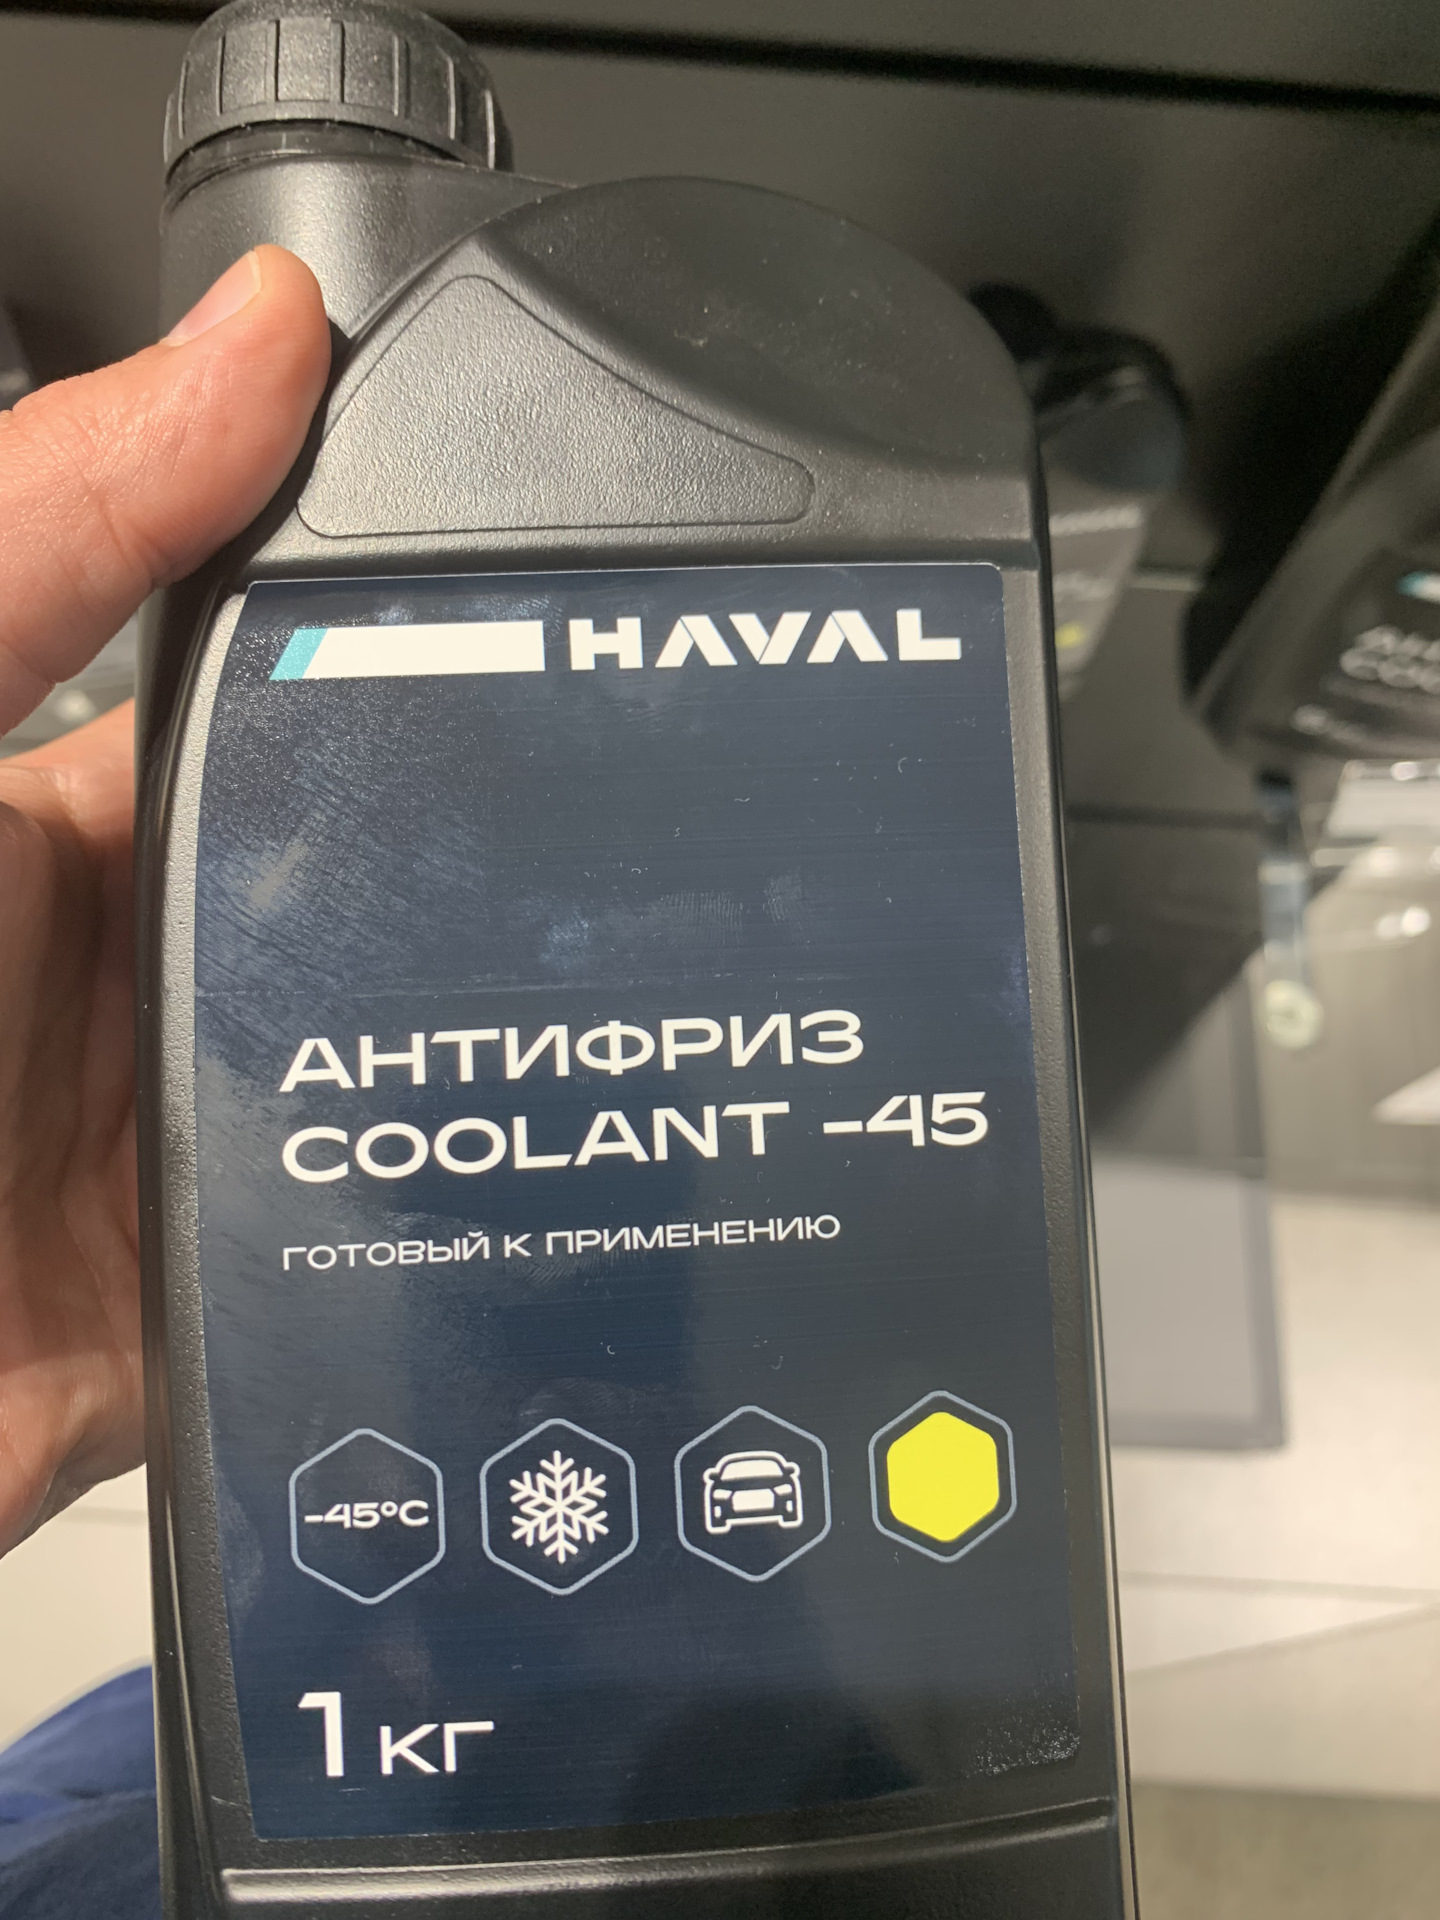 HAVAL
АНТИФРИЗ
COOLANT -45
ГОТОВЫЙ К ПРИМЕНЕНИЮ
-45°C
1 КГ